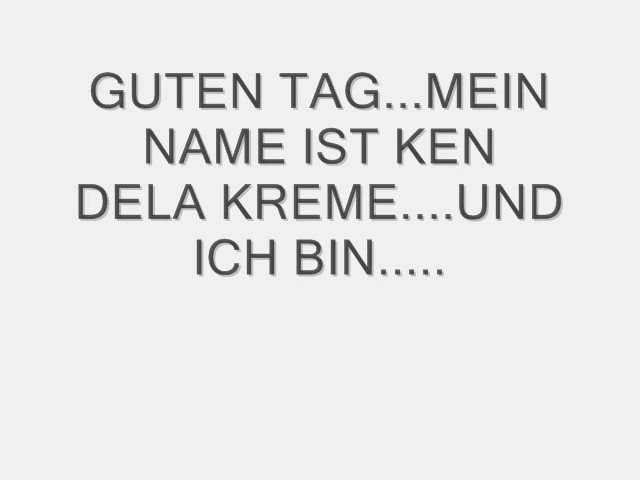 GUTEN TAG...MEIN
NAME IST KEN
DELA KREME....UND
ICH BIN.....